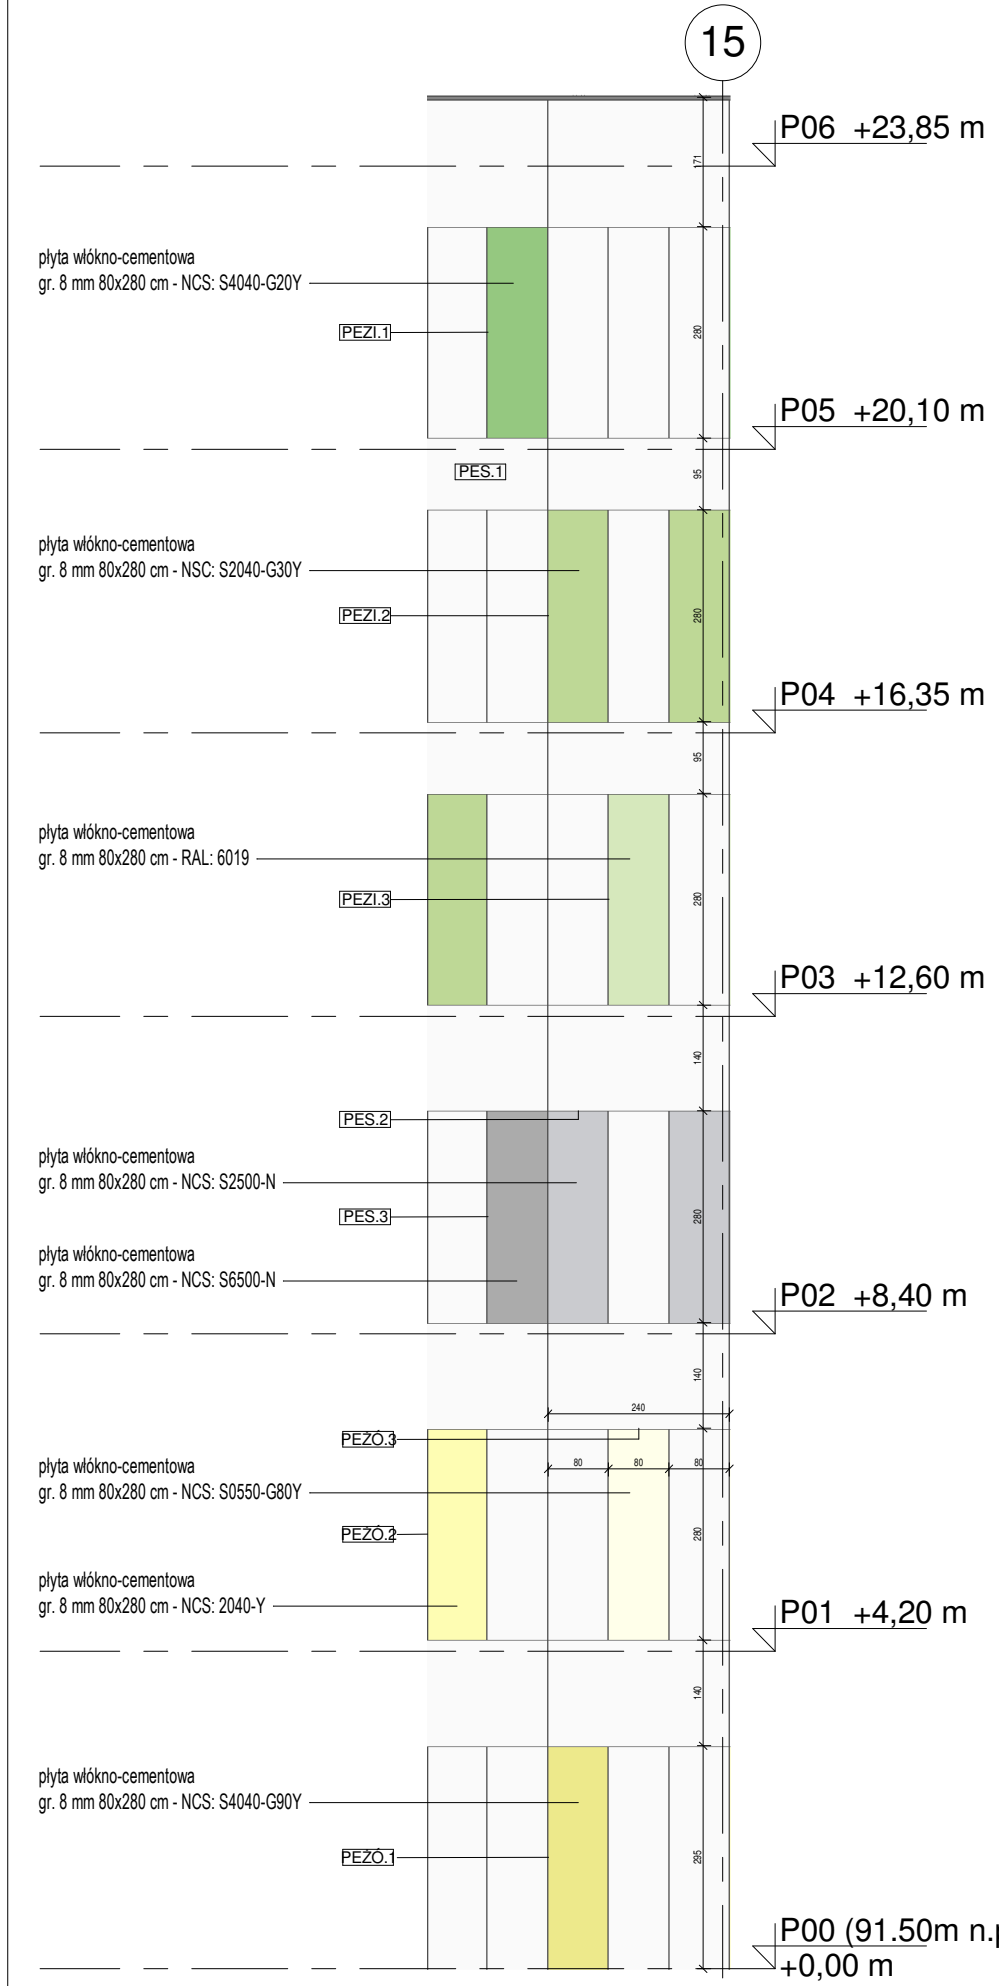 15
P06 +23,85 m
171
płyta włókno-cementowa
gr. 8 mm 80x280 cm - NCS: S4040-G20Y
PEZI.1
280
P05 +20,10 m
PES.1
95
płyta włókno-cementowa
gr. 8 mm 80x280 cm - NSC: S2040-G30Y
PEZI.2
280
P04 +16,35 m
95
płyta włókno-cementowa
gr. 8 mm 80x280 cm - RAL: 6019
PEZI.3
280
P03 +12,60 m
140
PES.2
płyta włókno-cementowa
gr. 8 mm 80x280 cm - NCS: S2500-N
PES.3
280
płyta włókno-cementowa
gr. 8 mm 80x280 cm - NCS: S6500-N
P02 +8,40 m
140
240
PEŻÓ.3
80 80 80
płyta włókno-cementowa
gr. 8 mm 80x280 cm - NCS: S0550-G80Y
PEŻÓ.2
280
płyta włókno-cementowa
gr. 8 mm 80x280 cm - NCS: 2040-Y
P01 +4,20 m
140
płyta włókno-cementowa
gr. 8 mm 80x280 cm - NCS: S4040-G90Y
PEŻÓ.1
295
P00 (91.50m n.p
+0,00 m